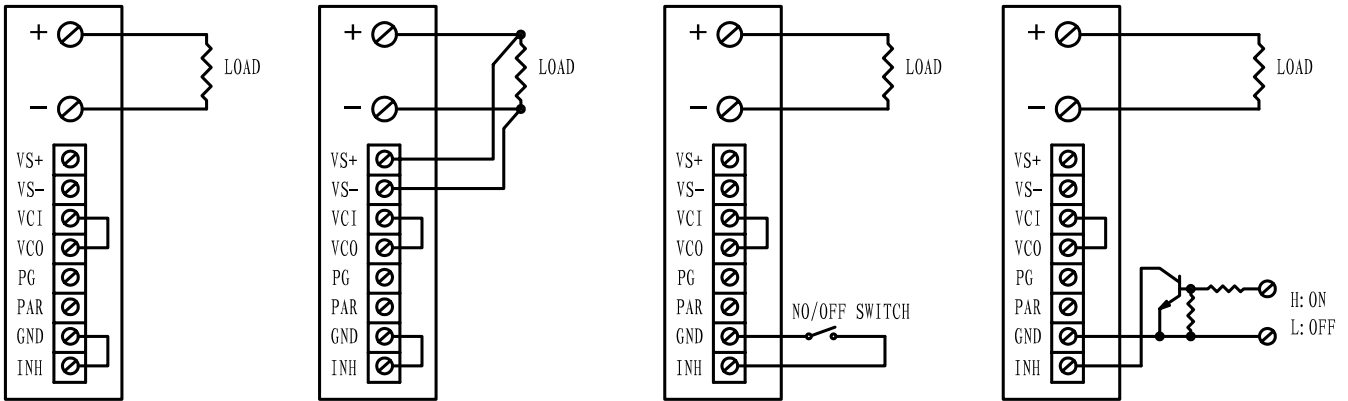 +
LOAD
−
VS+
VS−
VCI
VCO
PG
PAR
GND
INH
+
LOAD
−
VS+
VS−
VCI
VCO
PG
PAR
GND
INH
+
LOAD
−
VS+
VS−
VCI
VCO
PG
PAR
NO/OFF SWITCH
GND
INH
+
LOAD
−
VS+
VS−
VCI
VCO
PG
PAR
GND
INH
H: ON
L: OFF